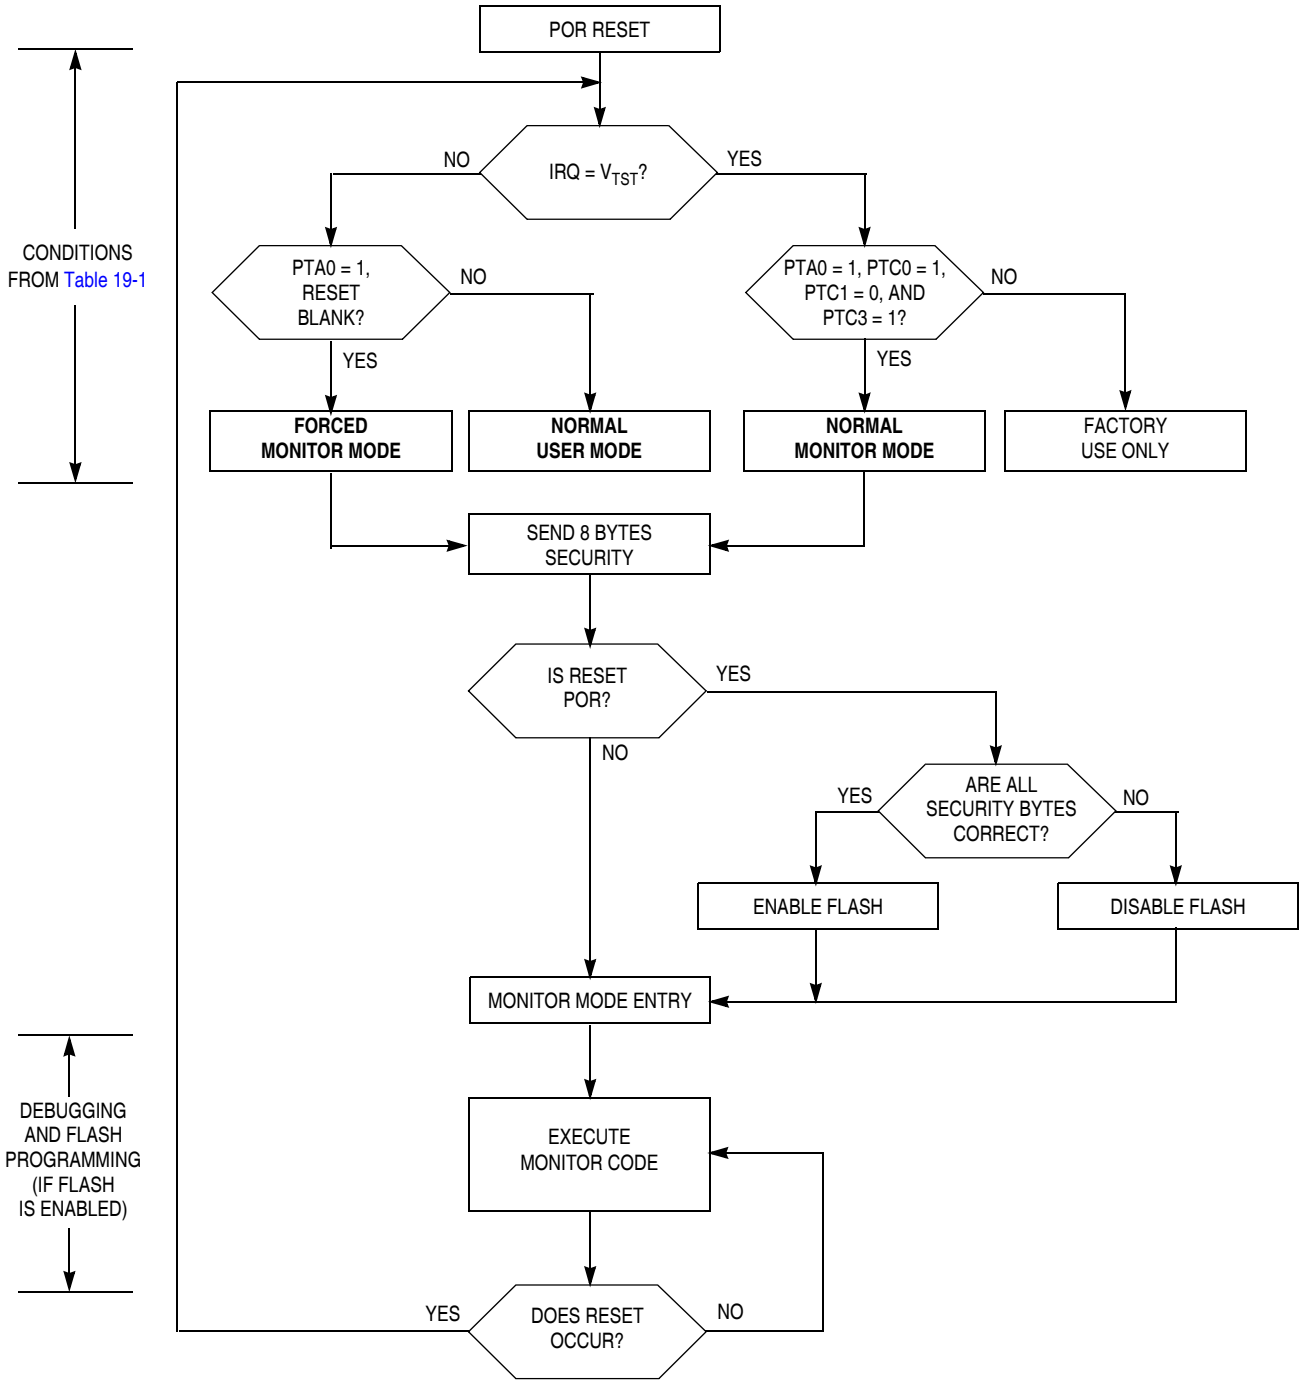 POR RESET
NO
IRQ = VTST?
YES
CONDITIONS
FROM Table 19-1
PTA0 = 1,
RESET
BLANK?
NO
YES
PTA0 = 1, PTC0 = 1,
PTC1 = 0, AND
PTC3 = 1?
NO
YES
FORCED
MONITOR MODE
NORMAL
USER MODE
NORMAL
MONITOR MODE
FACTORY
USE ONLY
SEND 8 BYTES
SECURITY
IS RESET
POR?
YES
NO
ARE ALL
SECURITY BYTES
CORRECT?
YES
NO
ENABLE FLASH
DISABLE FLASH
MONITOR MODE ENTRY
DEBUGGING
AND FLASH
PROGRAMMING
(IF FLASH
IS ENABLED)
EXECUTE
MONITOR CODE
YES
DOES RESET
OCCUR?
NO